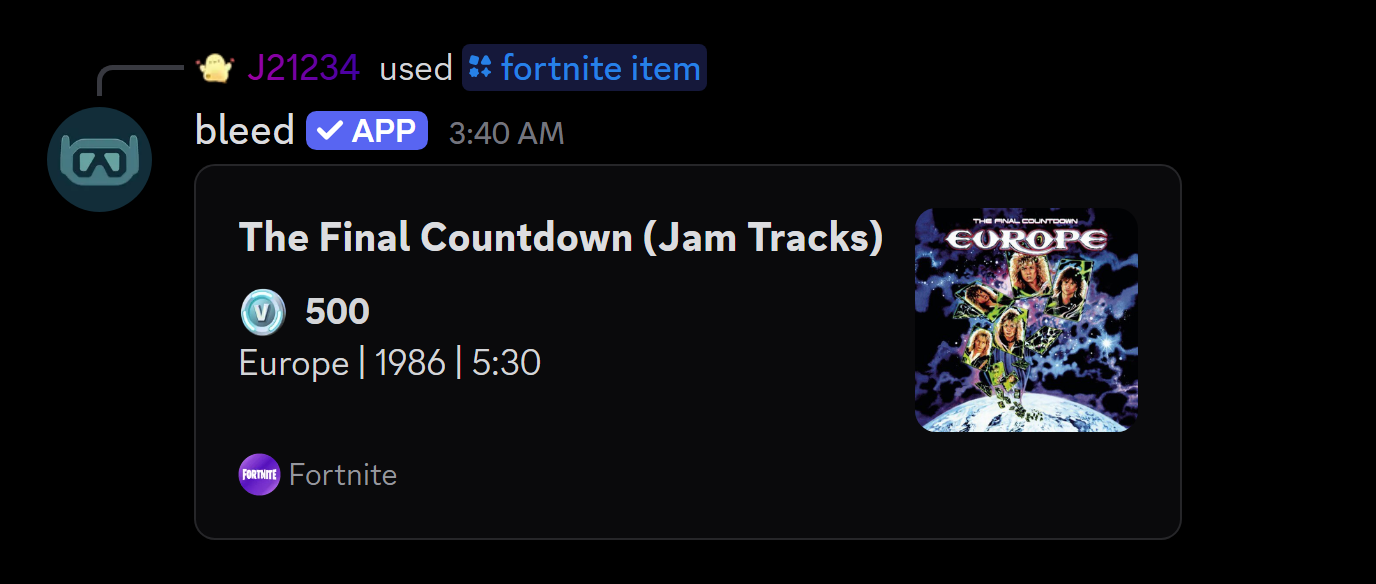 J21234 used fortnite item
bleed APP 3:40 AM
The Final Countdown (Jam Tracks)
V 500
Europe | 1986 | 5:30
THE FINAL COUNTDOWN
EUROPE
FORTNITE Fortnite